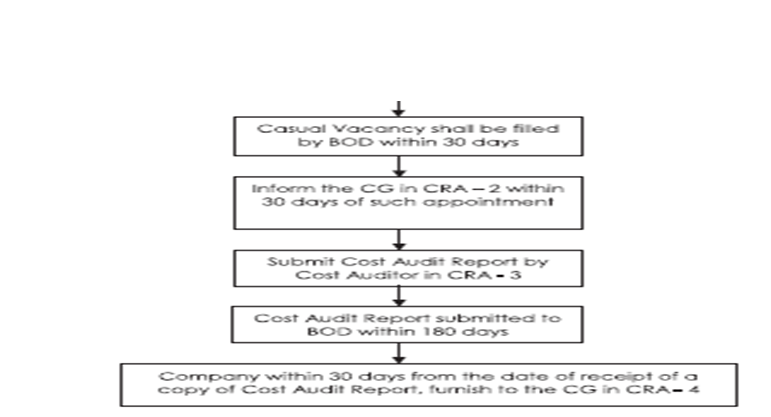 Casual Vacancy shall be filled
by BOD within 30 days
Inform the CG in CRA – 2 within
30 days of such appointment
Submit Cost Audit Report by
Cost Auditor in CRA - 3
Cost Audit Report submitted to
BOD within 180 days
Company within 30 days from the date of receipt of a
copy of Cost Audit Report, furnish to the CG in CRA– 4